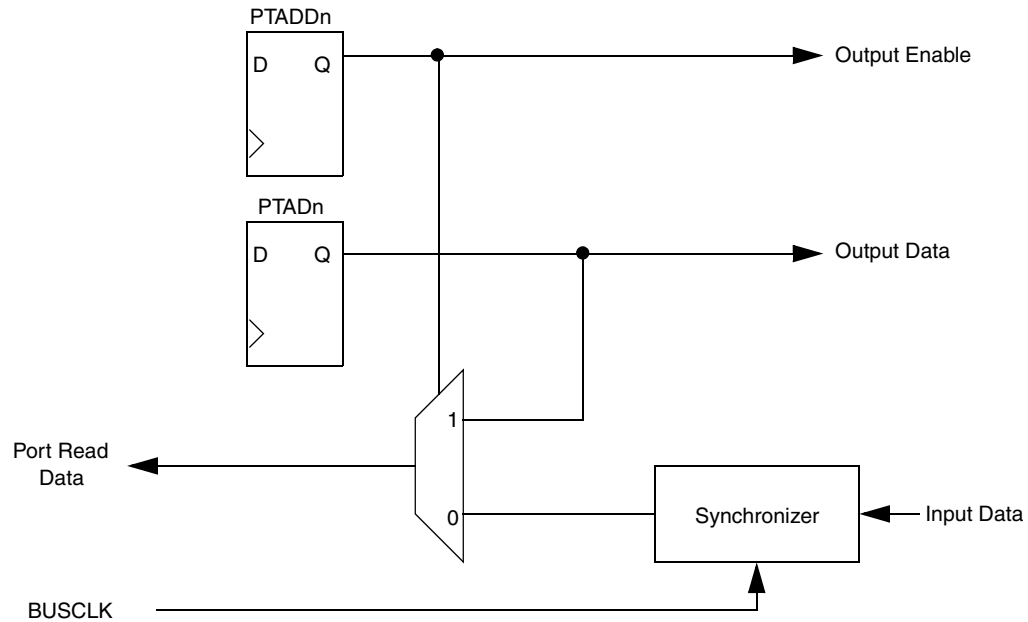 PTADDn
D Q
Output Enable
PTADn
D Q
Output Data
1
Port Read
Data
0
Synchronizer
Input Data
BUSCLK